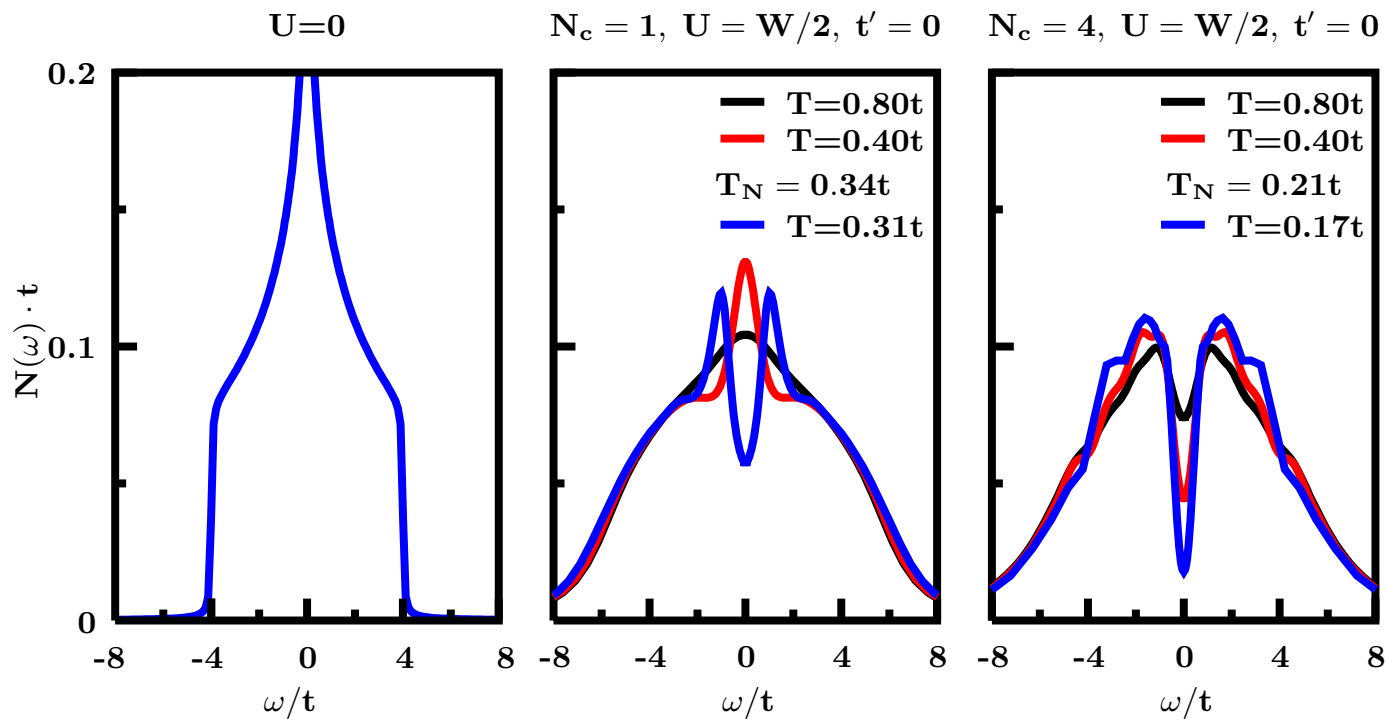 U=0
N_c = 1, U = W/2, t′ = 0
N_c = 4, U = W/2, t′ = 0
N(ω) · t
0.2
0.1
0
-8 -4 0 4 8
ω/t
T=0.80t
T=0.40t
T_N = 0.34t
T=0.31t
-8 -4 0 4 8
ω/t
T=0.80t
T=0.40t
T_N = 0.21t
T=0.17t
-8 -4 0 4 8
ω/t